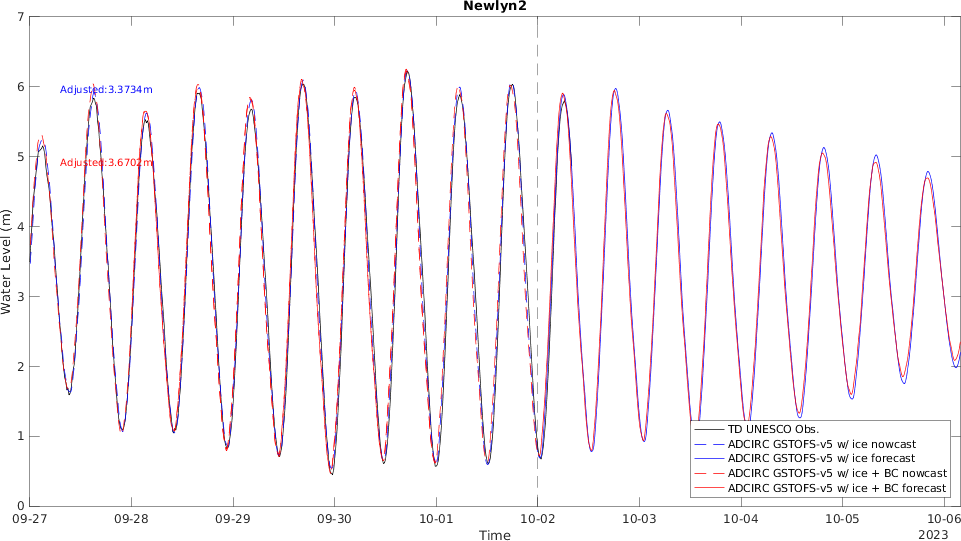 Newlyn2
7
6
5
4
3
2
1
0
Water Level (m)
Adjusted:3.3734m
Adjusted:3.6702m
TD UNESCO Obs.
ADCIRC GSTOFS-v5 w/ ice nowcast
ADCIRC GSTOFS-v5 w/ ice forecast
ADCIRC GSTOFS-v5 w/ ice + BC nowcast
ADCIRC GSTOFS-v5 w/ ice + BC forecast
09-27 09-28 09-29 09-30 10-01 10-02 10-03 10-04 10-05 10-06
Time
2023